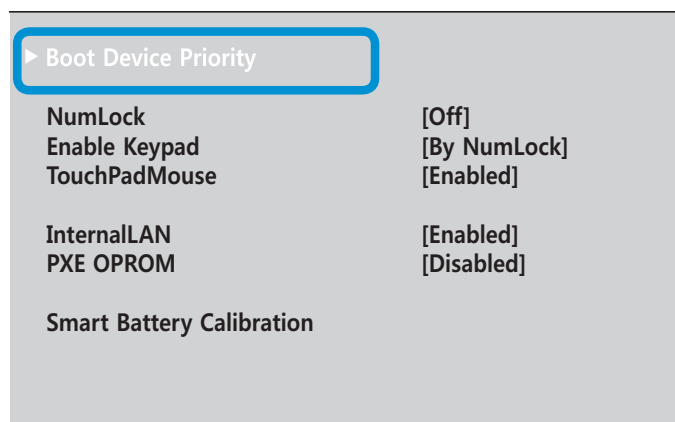 Boot Device Priority
NumLock [Off]
Enable Keypad [By NumLock]
TouchPadMouse [Enabled]
InternalLAN [Enabled]
PXE OPROM [Disabled]
Smart Battery Calibration